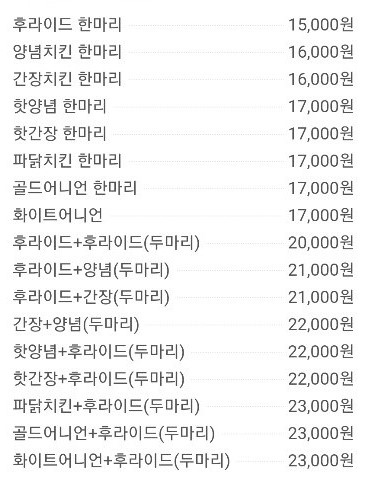 후라이드 한마리 15,000원
양념치킨 한마리 16,000원
간장치킨 한마리 16,000원
핫양념 한마리 17,000원
핫간장 한마리 17,000원
파닭치킨 한마리 17,000원
골드어니언 한마리 17,000원
화이트어니언 17,000원
후라이드+후라이드(두마리) 20,000원
후라이드+양념(두마리) 21,000원
후라이드+간장(두마리) 21,000원
간장+양념(두마리) 22,000원
핫양념+후라이드(두마리) 22,000원
핫간장+후라이드(두마리) 22,000원
파닭치킨+후라이드(두마리) 23,000원
골드어니언+후라이드(두마리) 23,000원
화이트어니언+후라이드(두마리) 23,000원